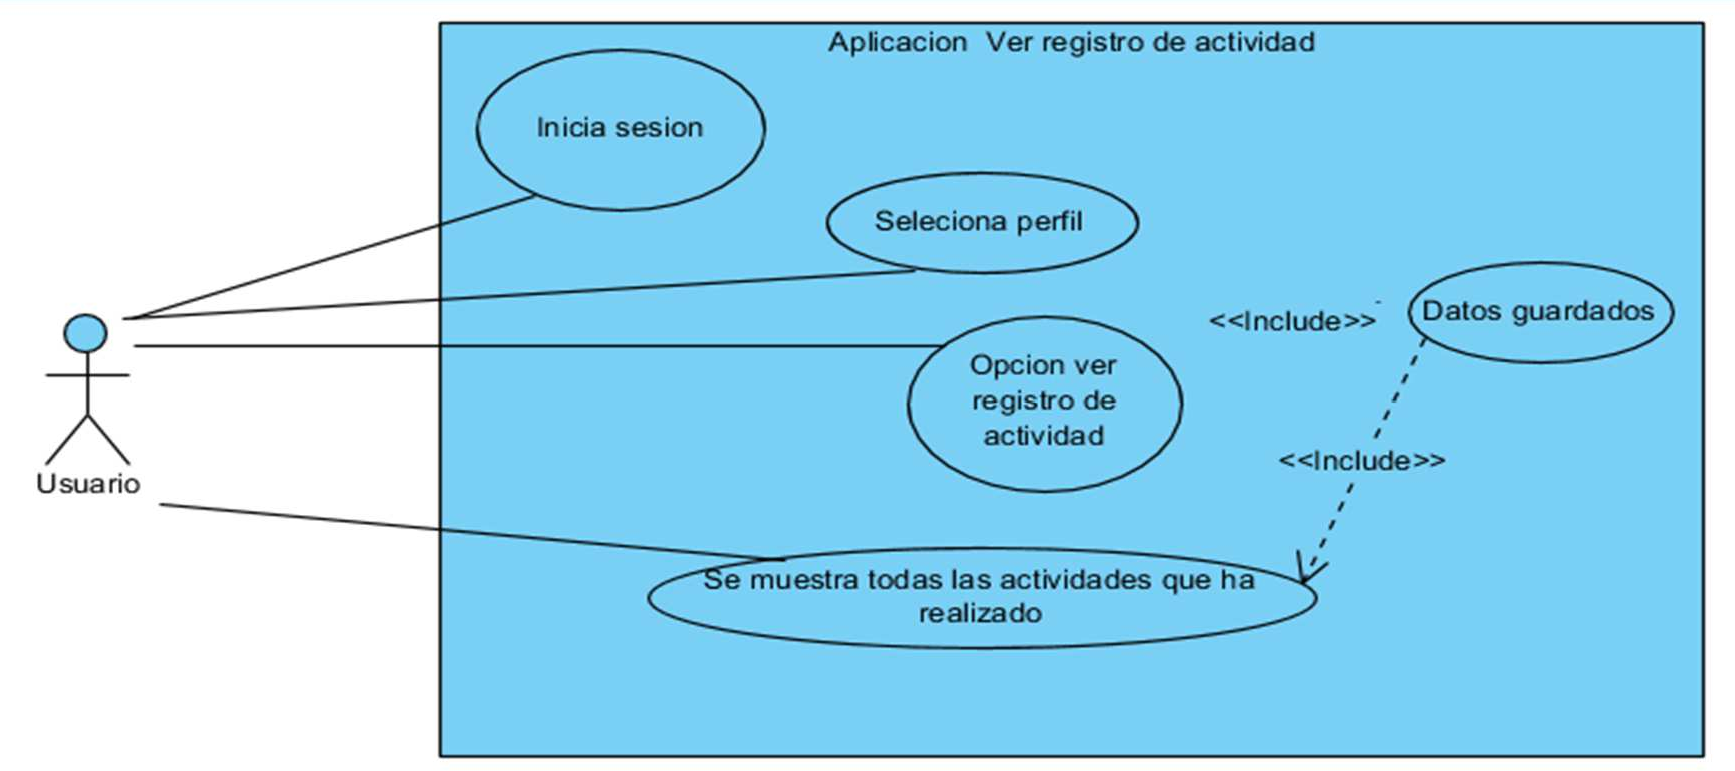 Aplicacion Ver registro de actividad
Inicia sesion
Seleciona perfil
Datos guardados
<<Include>>
Opcion ver
registro de
actividad
<<Include>>
Usuario
Se muestra todas las actividades que ha
realizado